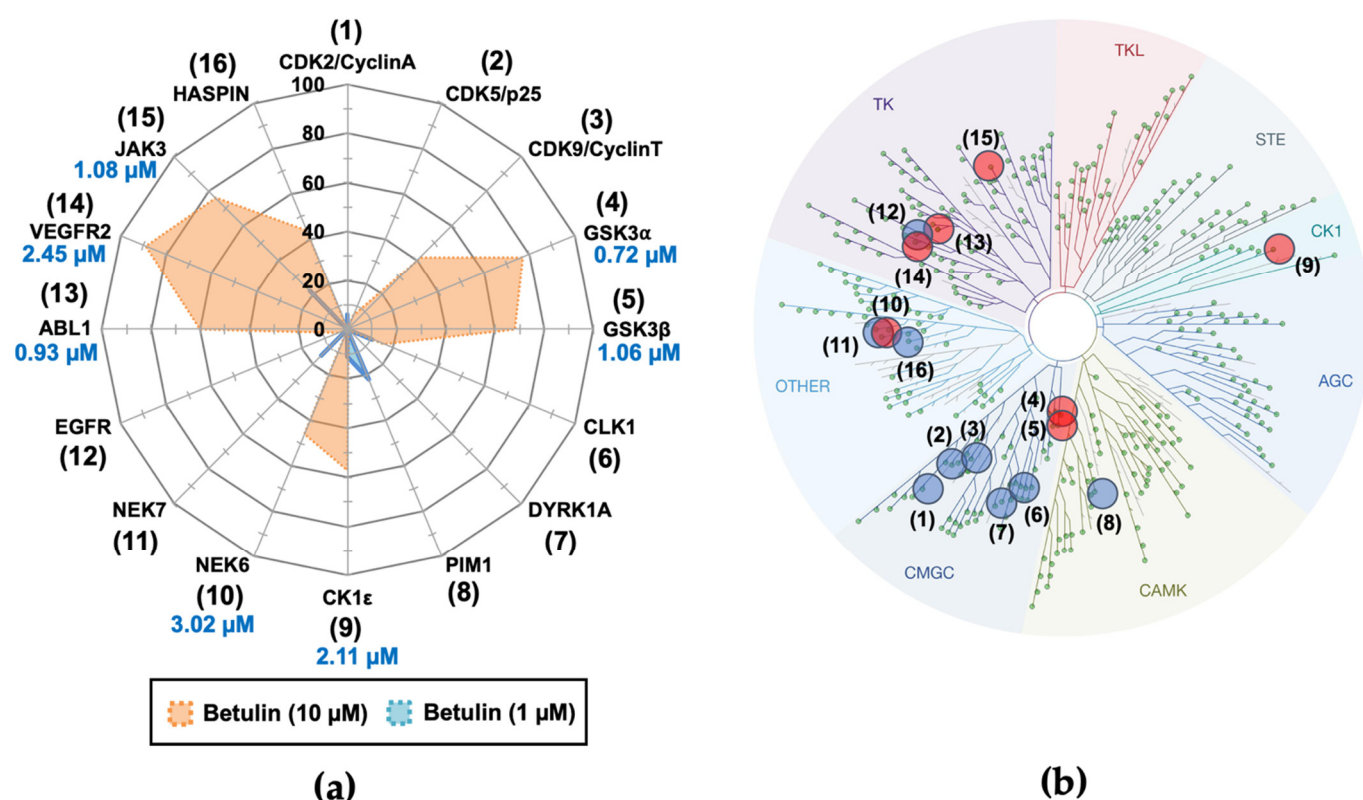 (1)
CDK2/CyclinA
(2)
CDK5/p25
(3)
CDK9/CyclinT
(4)
GSK3α
0.72 µM
(5)
GSK3β
1.06 µM
CLK1
(6)
DYRK1A
(7)
PIM1
(8)
CK1ε
(9)
2.11 µM
NEK6
(10)
3.02 µM
NEK7
(11)
EGFR
(12)
(13)
ABL1
0.93 µM
(14)
VEGFR2
2.45 µM
(15)
JAK3
1.08 µM
(16)
HASPIN
100
80
60
40
20
0
Betulin (10 µM)
Betulin (1 µM)
(a)
TKL
TK
STE
CK1
AGC
CAMK
CMGC
OTHER
(15)
(12)
(13)
(14)
(9)
(10)
(11)
(16)
(4)
(5)
(2)
(3)
(1)
(7)
(6)
(8)
(b)